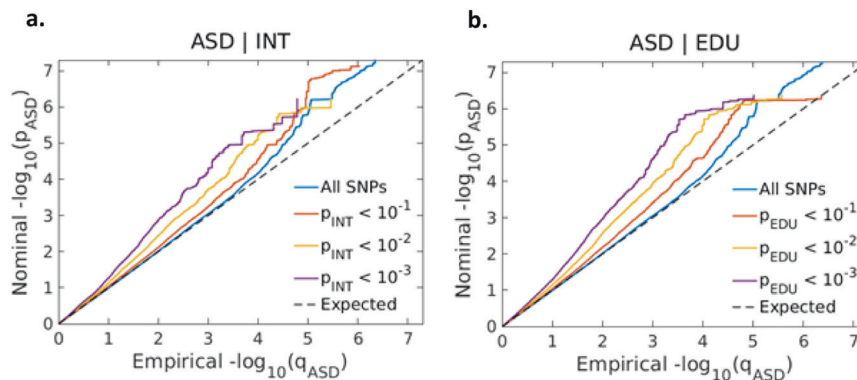 a.
ASD | INT
Nominal -log10(pASD)
7
6
5
4
3
2
1
0
All SNPs
pINT < 10-1
pINT < 10-2
pINT < 10-3
Expected
0 1 2 3 4 5 6 7
Empirical -log10(qASD)
b.
ASD | EDU
Nominal -log10(pASD)
7
6
5
4
3
2
1
0
All SNPs
pEDU < 10-1
pEDU < 10-2
pEDU < 10-3
Expected
0 1 2 3 4 5 6 7
Empirical -log10(qASD)